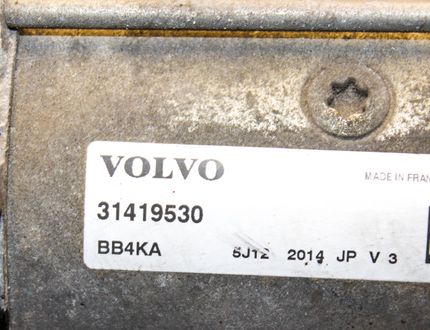 VOLVO
MADE IN FRAN
31419530
BB4KA 5J12 2014 JP V 3